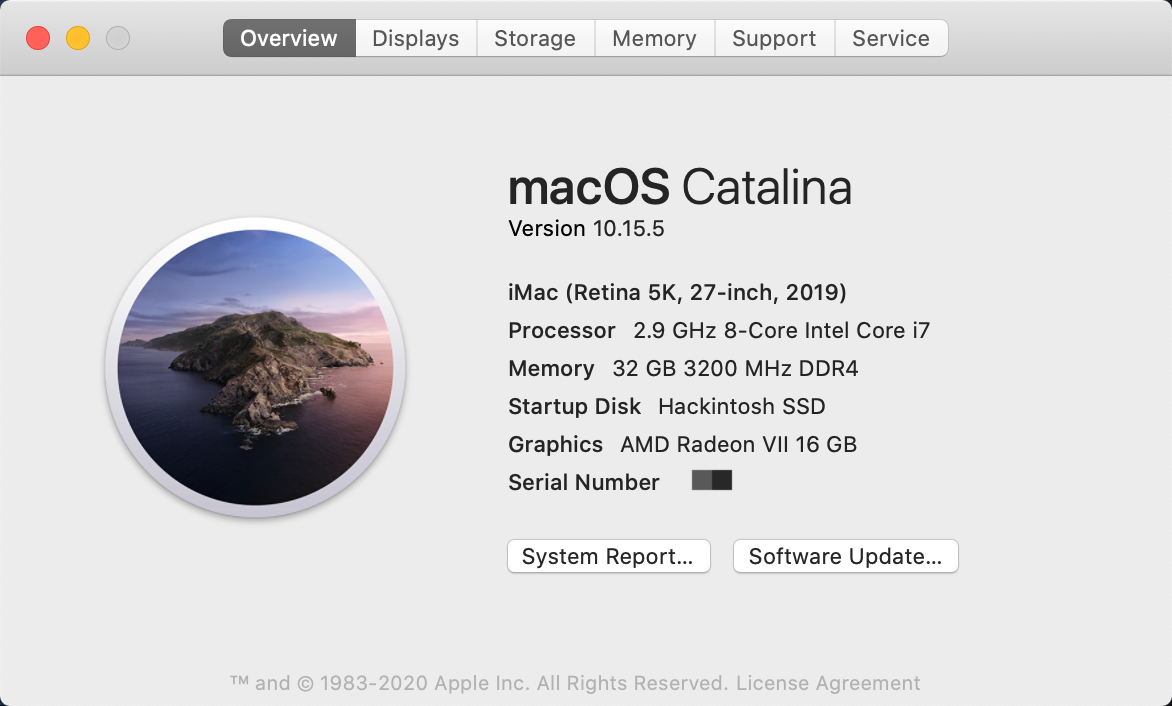 Overview Displays Storage Memory Support Service
macOS Catalina
Version 10.15.5
iMac (Retina 5K, 27-inch, 2019)
Processor 2.9 GHz 8-Core Intel Core i7
Memory 32 GB 3200 MHz DDR4
Startup Disk Hackintosh SSD
Graphics AMD Radeon VII 16 GB
Serial Number
System Report... Software Update...
™ and © 1983-2020 Apple Inc. All Rights Reserved. License Agreement